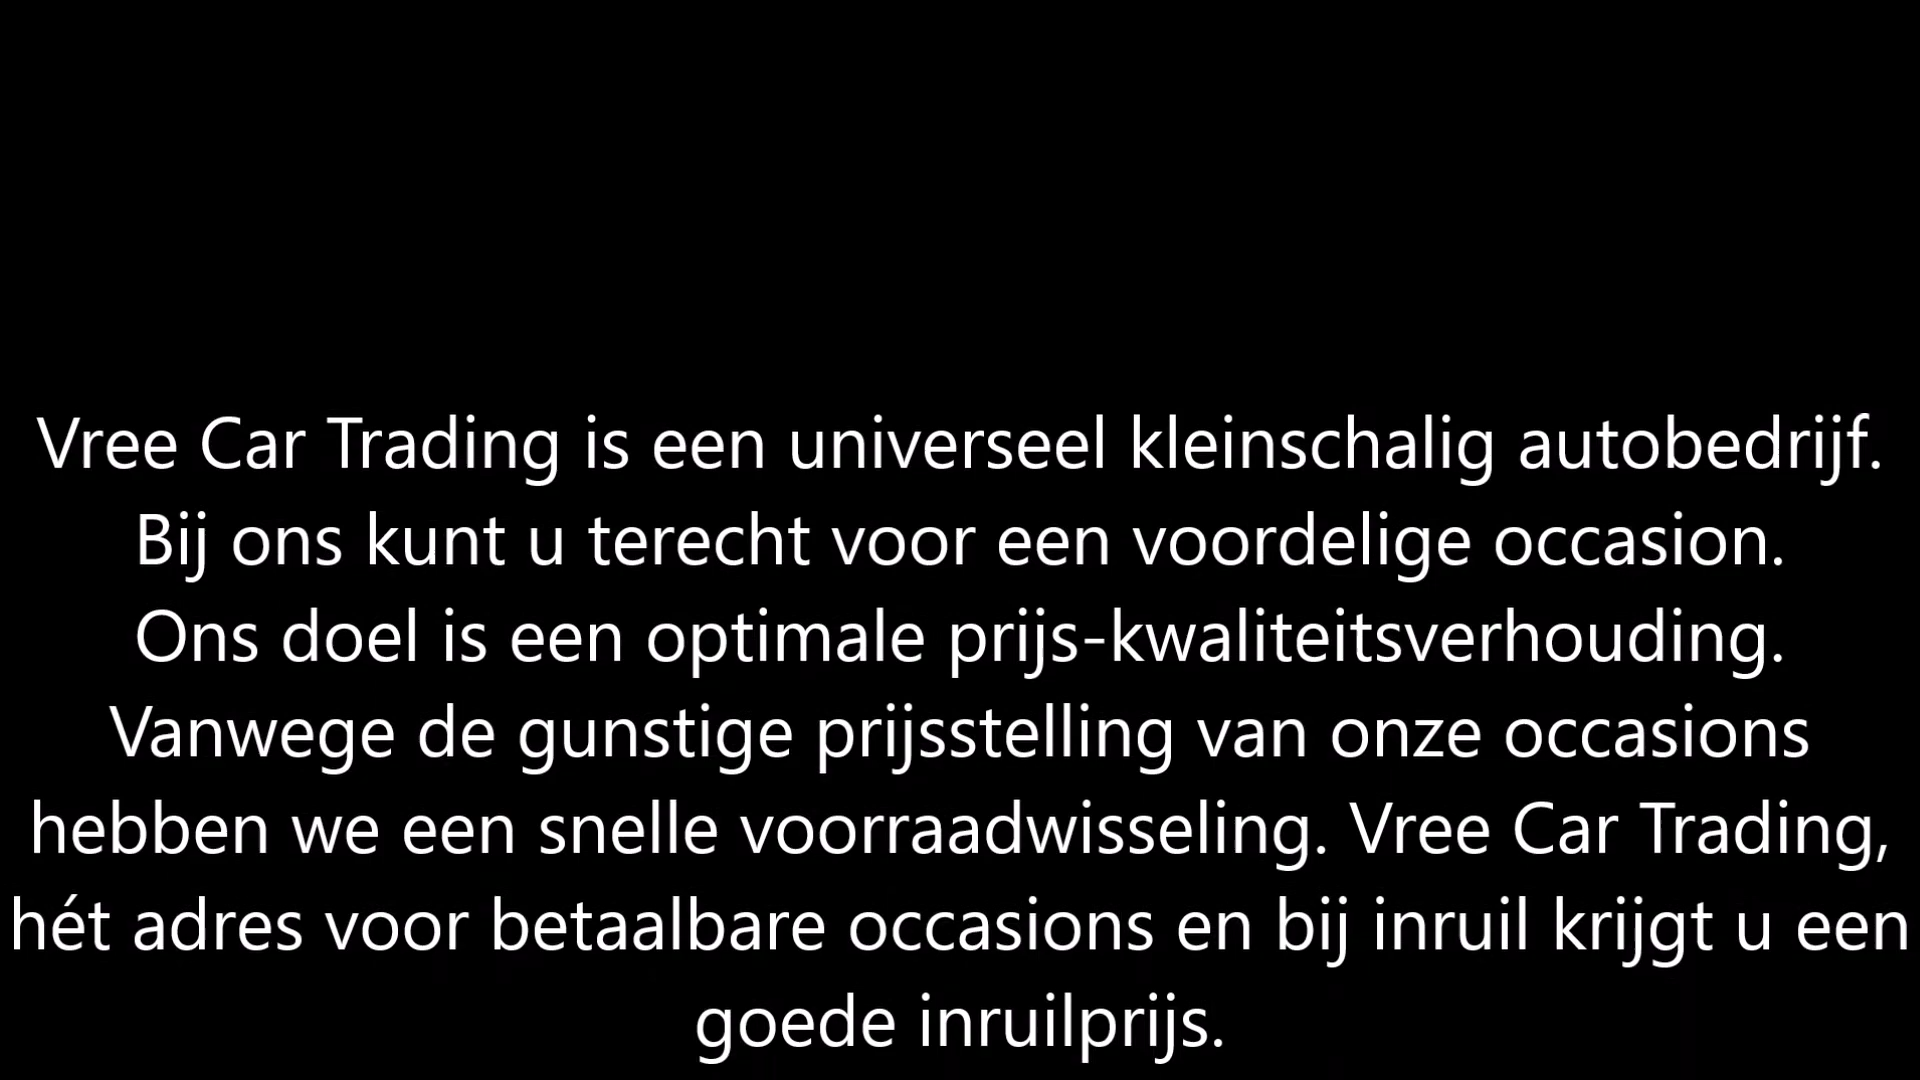 Vree Car Trading is een universeel kleinschalig autobedrijf.
Bij ons kunt u terecht voor een voordelige occasion.
Ons doel is een optimale prijs-kwaliteitsverhouding.
Vanwege de gunstige prijsstelling van onze occasions
hebben we een snelle voorraadwisseling. Vree Car Trading,
hét adres voor betaalbare occasions en bij inruil krijgt u een
goede inruilprijs.